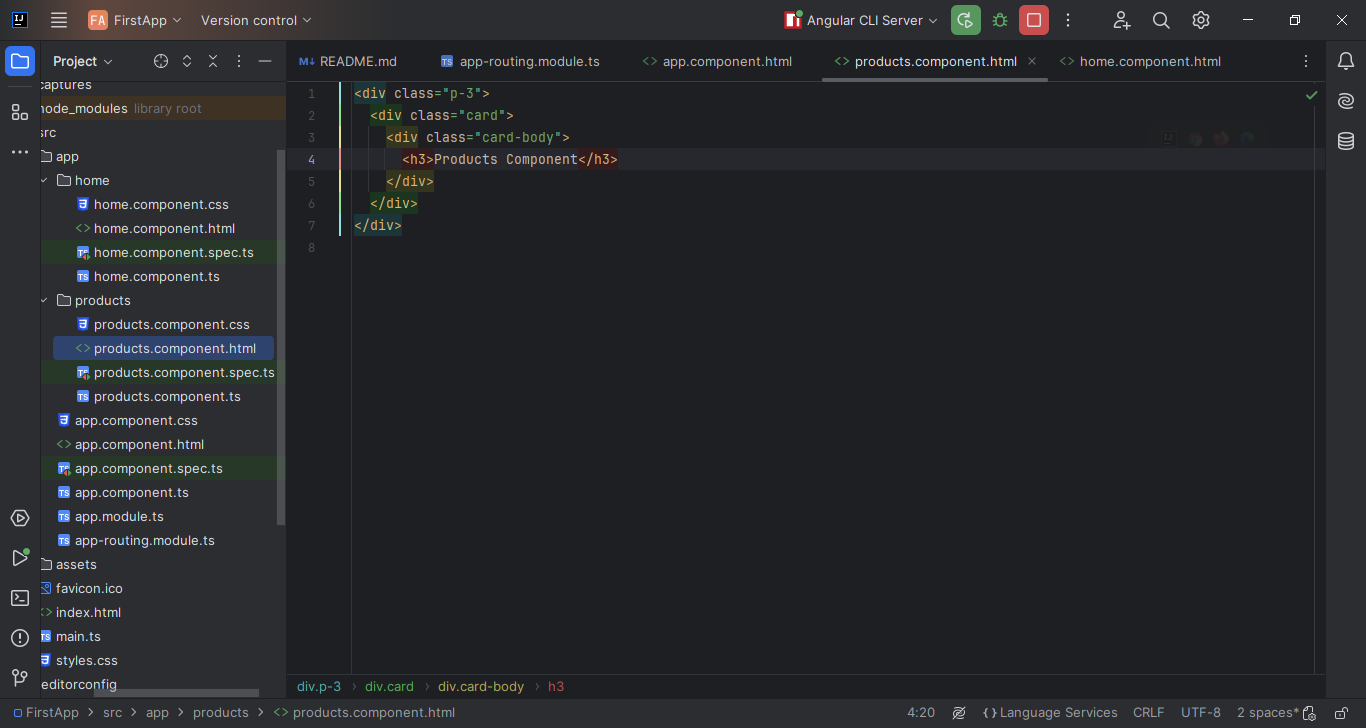 FA FirstApp Version control Angular CLI Server
Project
README.md app-routing.module.ts app.component.html products.component.html home.component.html
captures
node_modules library root
src
app
home
home.component.css
home.component.html
home.component.spec.ts
home.component.ts
products
products.component.css
products.component.html
products.component.spec.ts
products.component.ts
app.component.css
app.component.html
app.component.spec.ts
app.component.ts
app.module.ts
app-routing.module.ts
assets
favicon.ico
index.html
main.ts
styles.css
editorconfig
1 <div class="p-3">
2 <div class="card">
3 <div class="card-body">
4 <h3>Products Component</h3>
5 </div>
6 </div>
7 </div>
8
div.p-3 › div.card › div.card-body › h3
FirstApp > src > app > products > products.component.html 4:20 {} Language Services CRLF UTF-8 2 spaces*